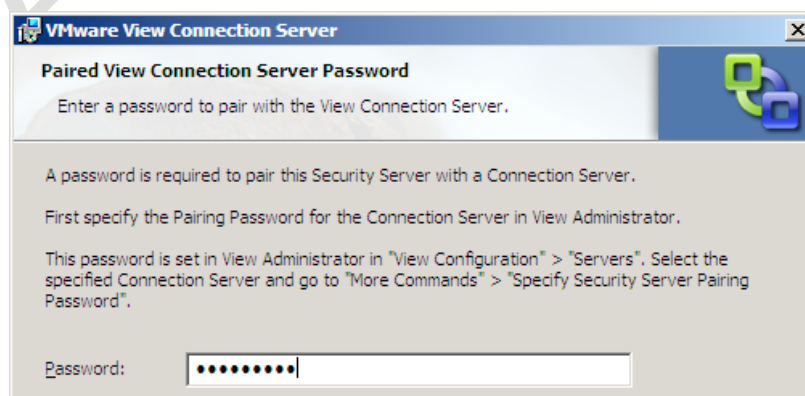 VMware View Connection Server
Paired View Connection Server Password
Enter a password to pair with the View Connection Server.
A password is required to pair this Security Server with a Connection Server.
First specify the Pairing Password for the Connection Server in View Administrator.
This password is set in View Administrator in "View Configuration" > "Servers". Select the
specified Connection Server and go to "More Commands" > "Specify Security Server Pairing
Password".
Password: •••••••••